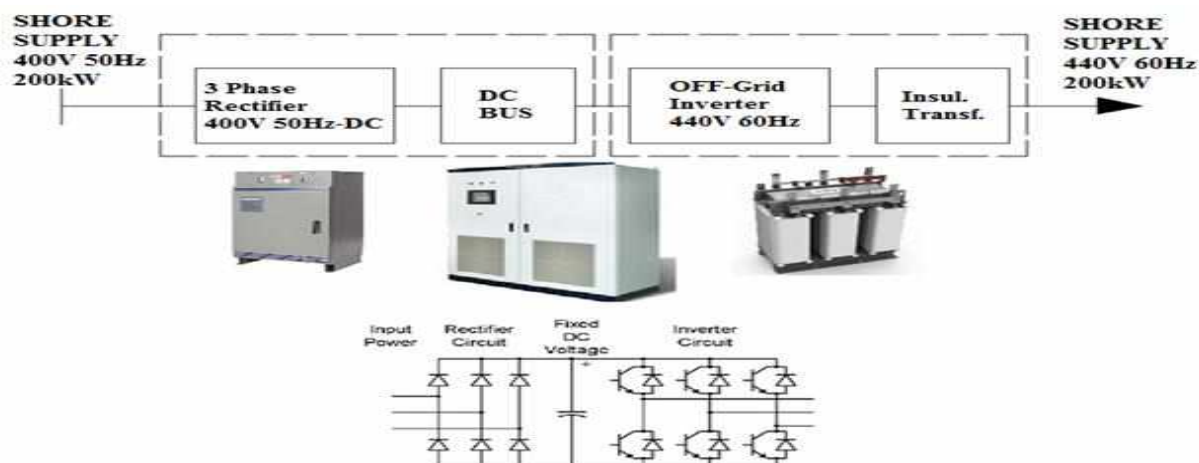 SHORE
SUPPLY
400V 50Hz
200kW
3 Phase
Rectifier
400V 50Hz-DC
DC
BUS
OFF-Grid
Inverter
440V 60Hz
Insul.
Transf.
SHORE
SUPPLY
440V 60Hz
200kW
Input
Power
Rectifier
Circuit
Fixed
DC
Voltage
+
Inverter
Circuit